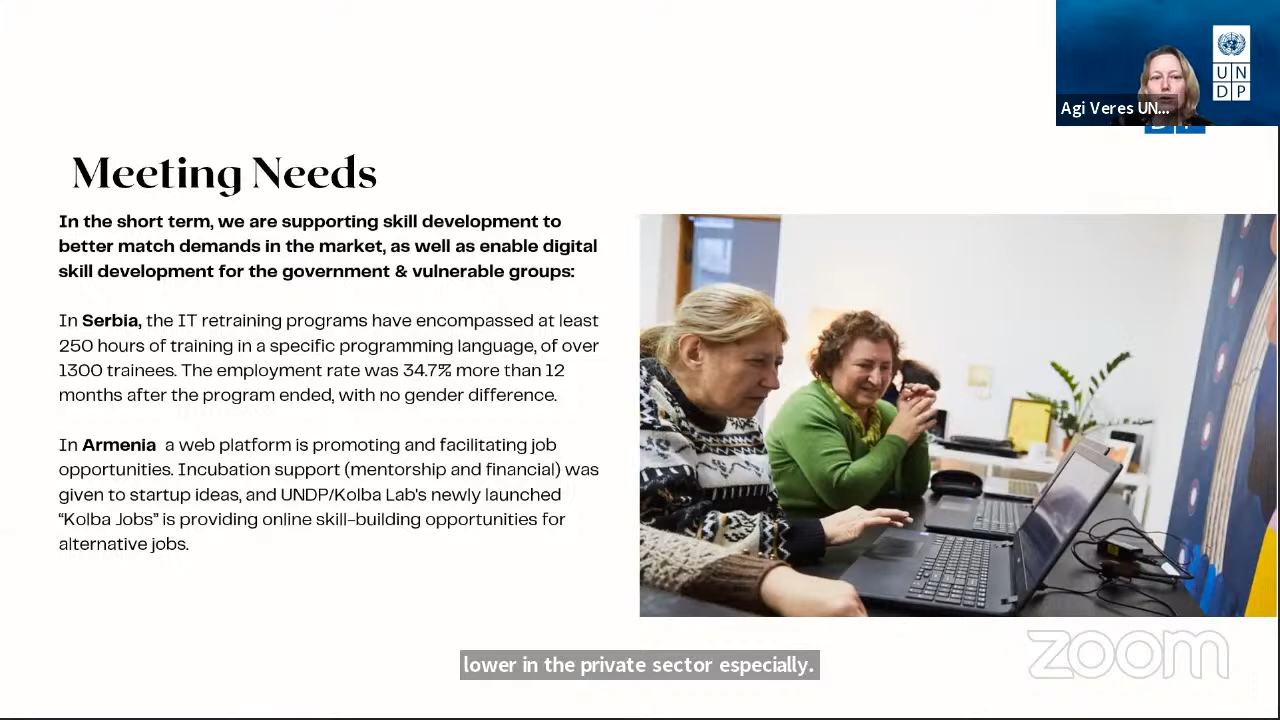 UN
DP
Agi Veres UN...
Meeting Needs
In the short term, we are supporting skill development to
better match demands in the market, as well as enable digital
skill development for the government & vulnerable groups:
In Serbia, the IT retraining programs have encompassed at least
250 hours of training in a specific programming language, of over
1300 trainees. The employment rate was 34.7% more than 12
months after the program ended, with no gender difference.
In Armenia  a web platform is promoting and facilitating job
opportunities. Incubation support (mentorship and financial) was
given to startup ideas, and UNDP/Kolba Lab's newly launched
“Kolba Jobs” is providing online skill-building opportunities for
alternative jobs.
lower in the private sector especially.
zoom